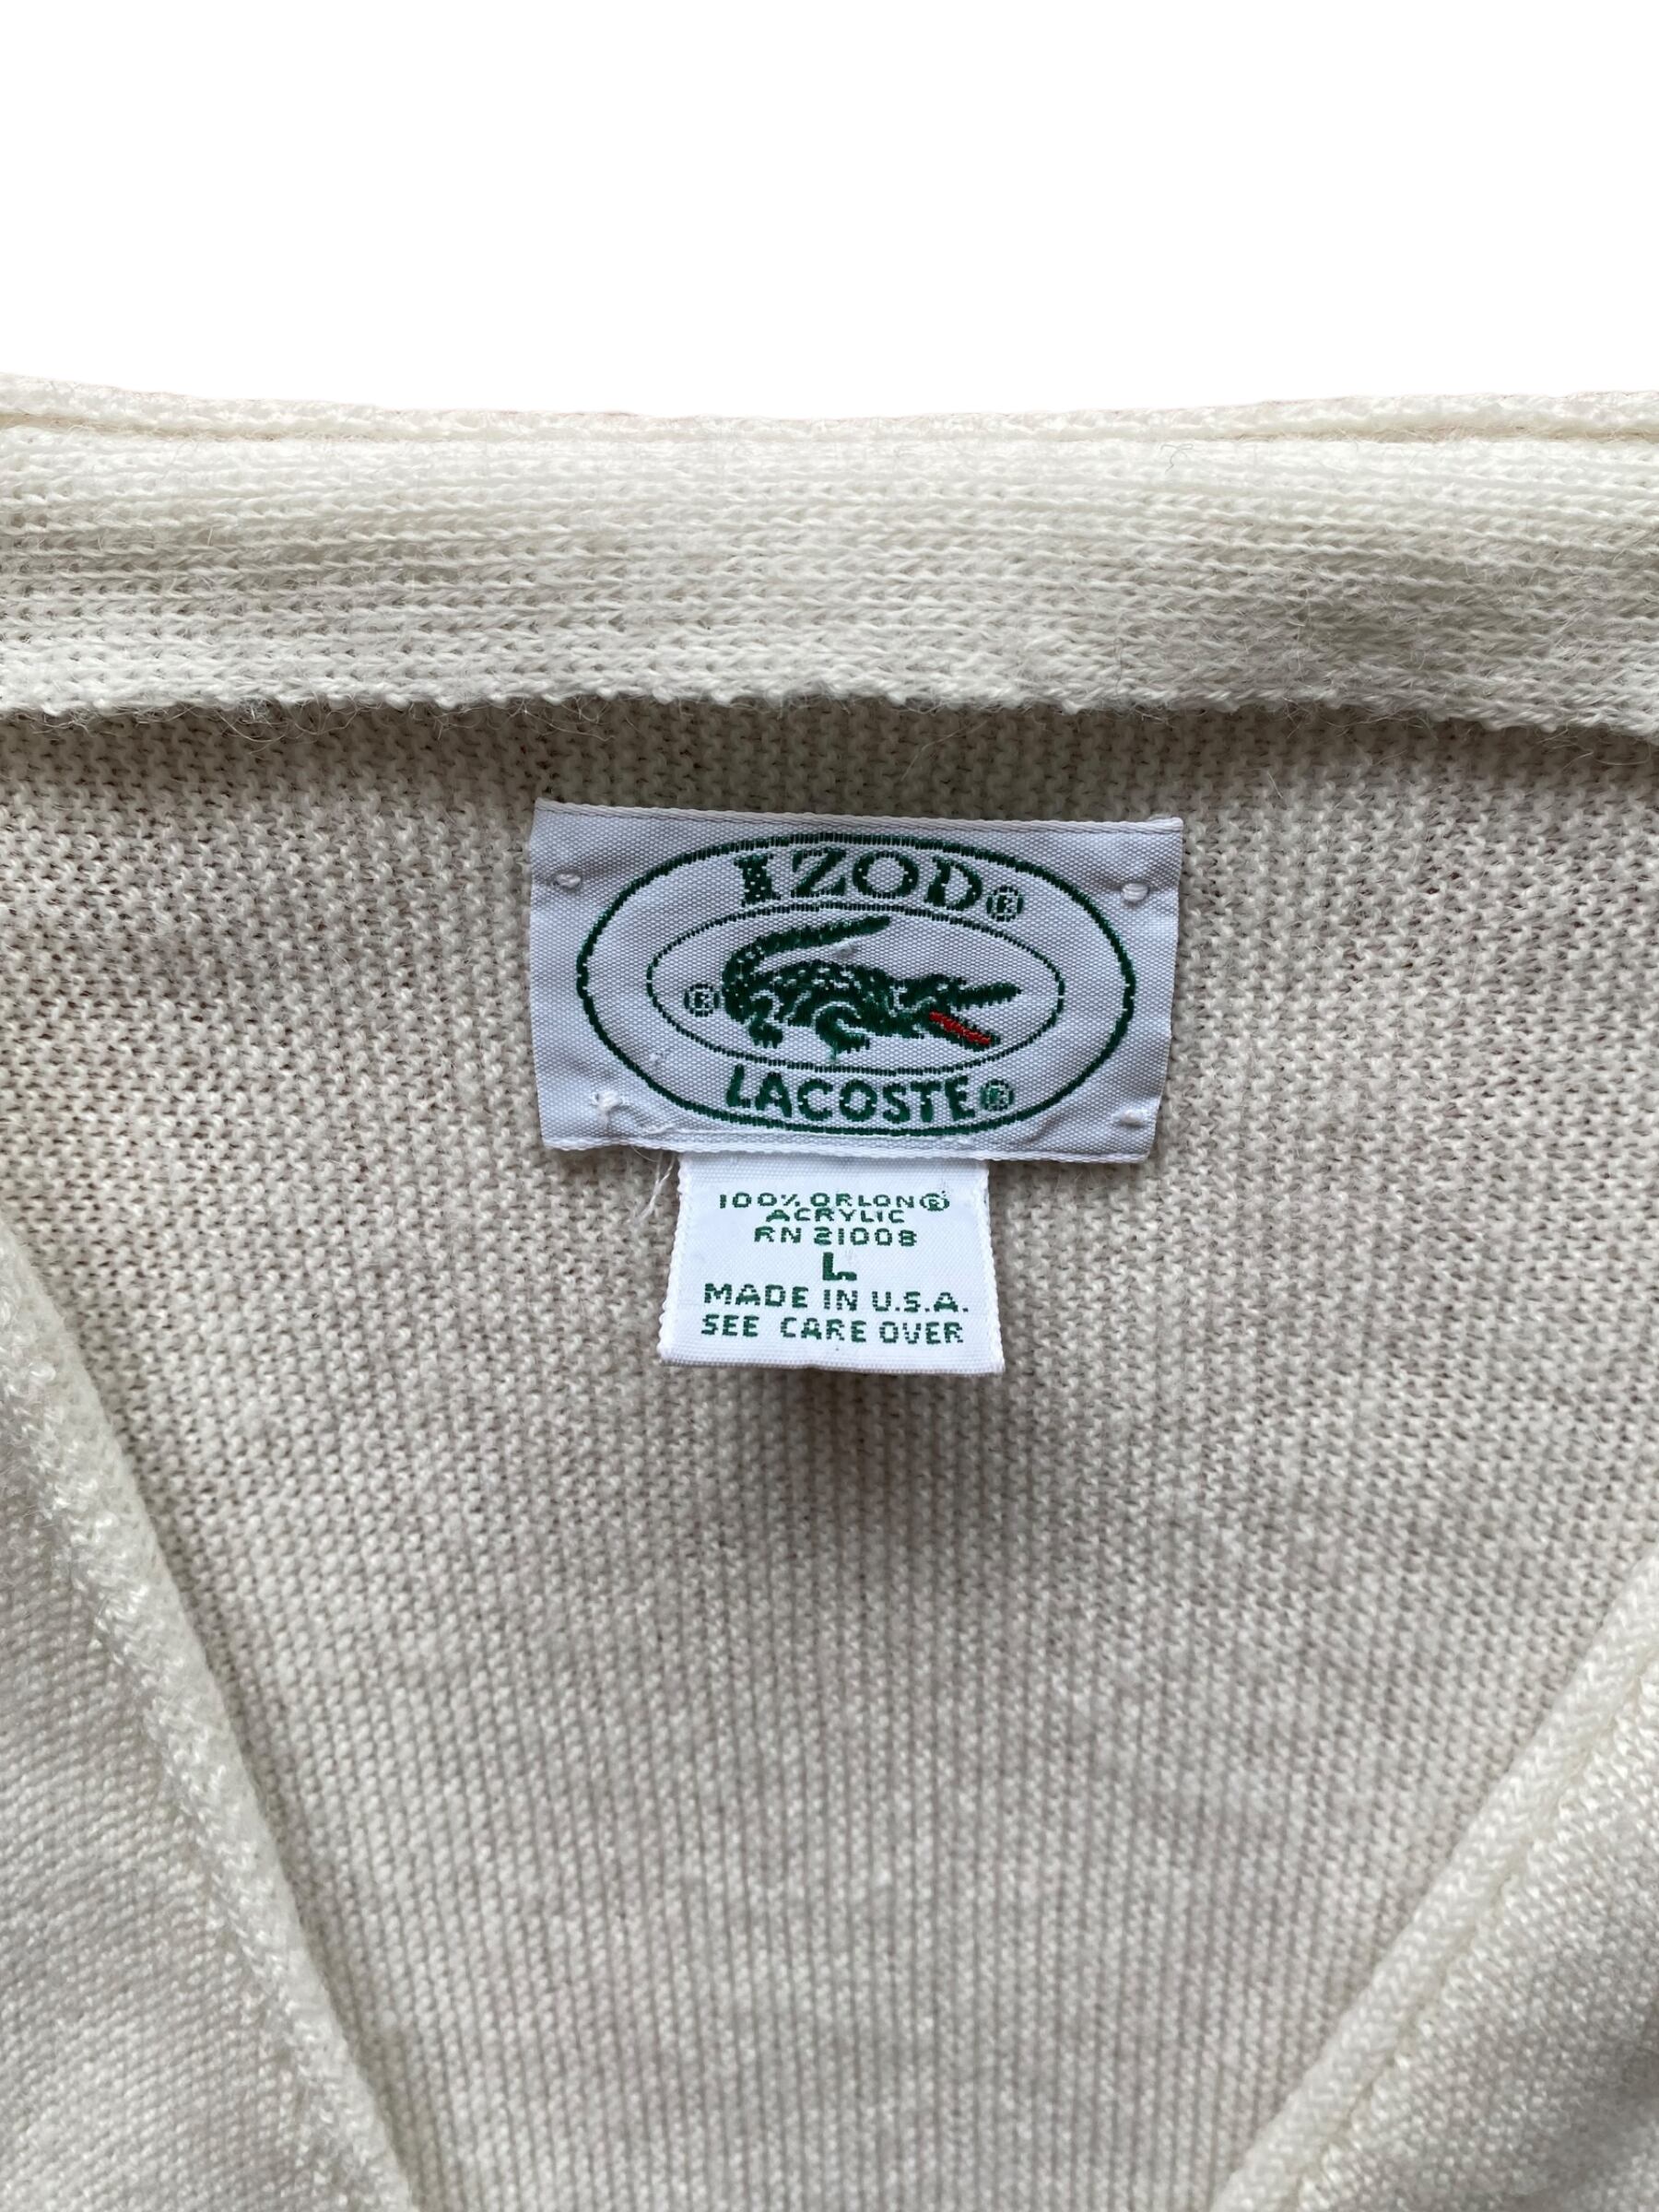 IZOD®
®
LACOSTE®
100% ORLON®
ACRYLIC
RN 21008
L
MADE IN U.S.A.
SEE CARE OVER